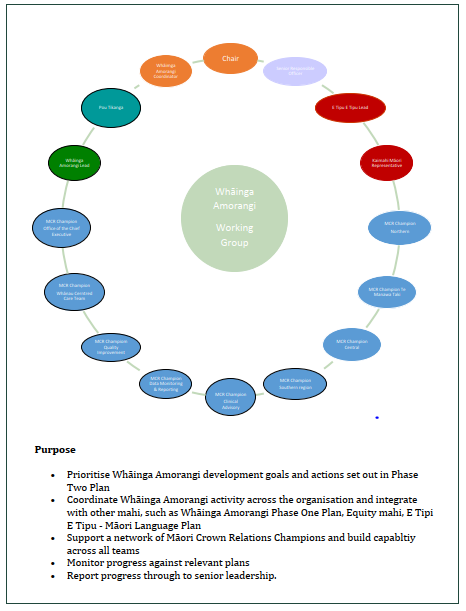 Chair
Senior Responsible
Officer
E Tipu E Tipu Lead
Kaimahi Māori
Representative
MCR Champion
Northern
MCR Champion Te
Manawa Taki
MCR Champion
Central
MCR Champion
Southern region
MCR Champion
Clinical
Advisory
MCR Champion
Data Monitoring
& Reporting
MCR Champion
Quality
Improvement
MCR Champion
Whānau Centred
Care Team
MCR Champion
Office of the Chief
Executive
Whāinga
Amorangi Lead
Pou Tikanga
Whāinga
Amorangi
Coordinator
Whāinga
Amorangi
Working
Group
Purpose
• Prioritise Whāinga Amorangi development goals and actions set out in Phase
Two Plan
• Coordinate Whāinga Amorangi activity across the organisation and integrate
with other mahi, such as Whāinga Amorangi Phase One Plan, Equity mahi, E Tipi
E Tipu - Māori Language Plan
• Support a network of Māori Crown Relations Champions and build capabltiy
across all teams
• Monitor progress against relevant plans
• Report progress through to senior leadership.